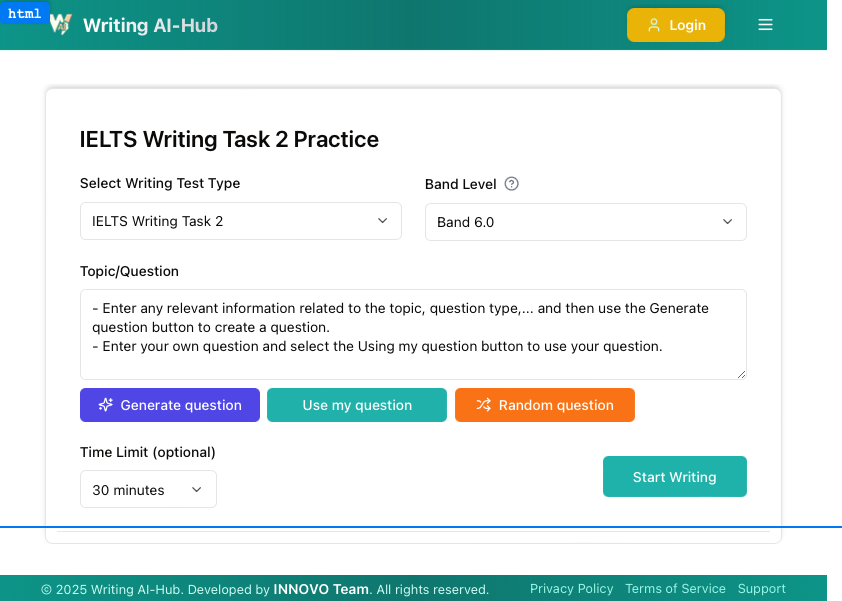 html
W AI Writing AI-Hub Login
IELTS Writing Task 2 Practice
Select Writing Test Type
Band Level ?
IELTS Writing Task 2
Band 6.0
Topic/Question
- Enter any relevant information related to the topic, question type,... and then use the Generate
question button to create a question.
- Enter your own question and select the Using my question button to use your question.
Generate question
Use my question
Random question
Time Limit (optional)
30 minutes
Start Writing
© 2025 Writing AI-Hub. Developed by INNOVO Team. All rights reserved.
Privacy Policy Terms of Service Support